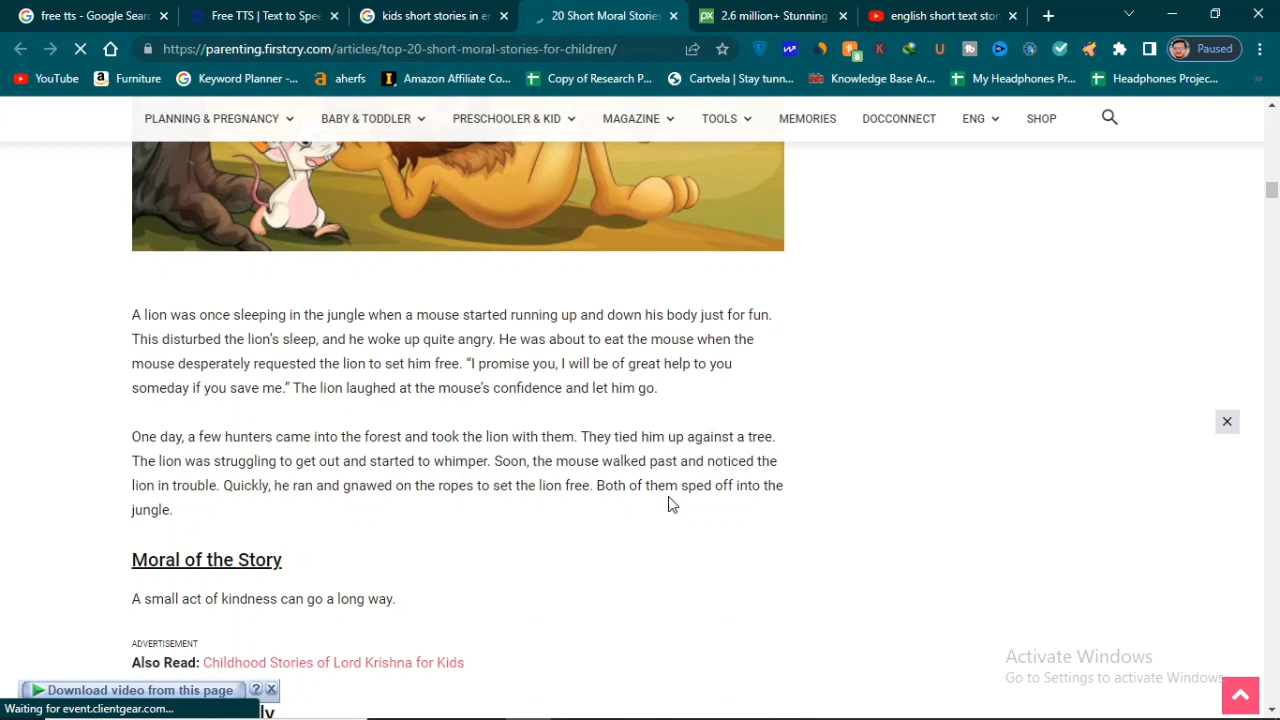 free tts - Google Sear
Free TTS | Text to Spe
kids short stories in e
20 Short Moral Stories
2.6 million+ Stunning
english short text sto
https://parenting.firstcry.com/articles/top-20-short-moral-stories-for-children/
8
Paused
YouTube
Furniture
Keyword Planner -...
aherfs
Amazon Affiliate Co...
Copy of Research P...
Cartvela | Stay tunn...
Knowledge Base Ar...
My Headphones Pr...
Headphones Projec...
PLANNING & PREGNANCY
BABY & TODDLER
PRESCHOOLER & KID
MAGAZINE
TOOLS
MEMORIES
DOCCONNECT
ENG
SHOP
A lion was once sleeping in the jungle when a mouse started running up and down his body just for fun.
This disturbed the lion’s sleep, and he woke up quite angry. He was about to eat the mouse when the
mouse desperately requested the lion to set him free. “I promise you, I will be of great help to you
someday if you save me.” The lion laughed at the mouse’s confidence and let him go.
One day, a few hunters came into the forest and took the lion with them. They tied him up against a tree.
The lion was struggling to get out and started to whimper. Soon, the mouse walked past and noticed the
lion in trouble. Quickly, he ran and gnawed on the ropes to set the lion free. Both of them sped off into the
jungle.
Moral of the Story
A small act of kindness can go a long way.
ADVERTISEMENT
Also Read: Childhood Stories of Lord Krishna for Kids
Activate Windows
Go to Settings to activate Windows.
Download video from this page
Waiting for event.clientgear.com...
ly